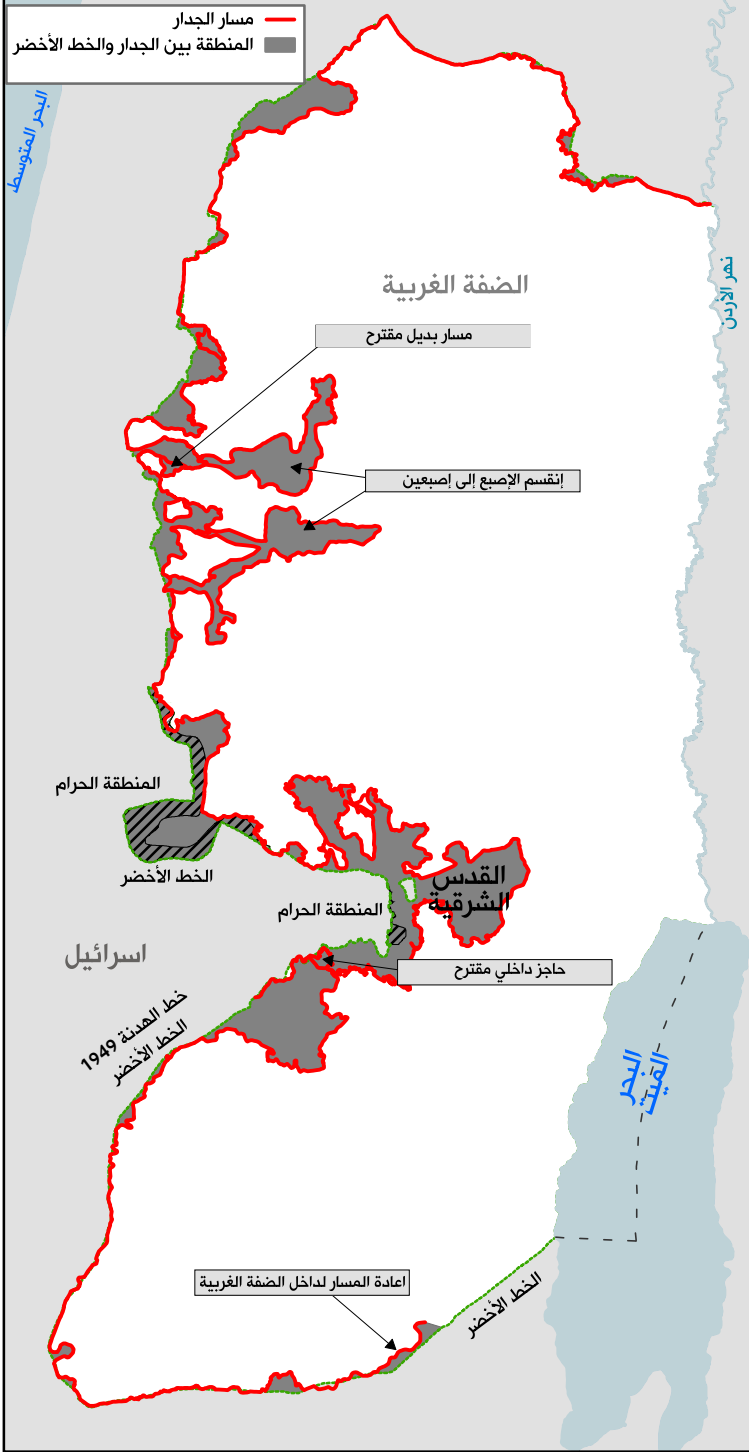 مسار الجدار
المنطقة بين الجدار والخط الأخضر
البحر المتوسط
نهر الأردن
الضفة الغربية
مسار بديل مقترح
إنقسم الإصبع إلى إصبعين
المنطقة الحرام
الخط الأخضر
القدس
الشرقية
المنطقة الحرام
اسرائيل
حاجز داخلي مقترح
خط الهدنة 1949
الخط الأخضر
البحر
الميت
اعادة المسار لداخل الضفة الغربية
الخط الأخضر